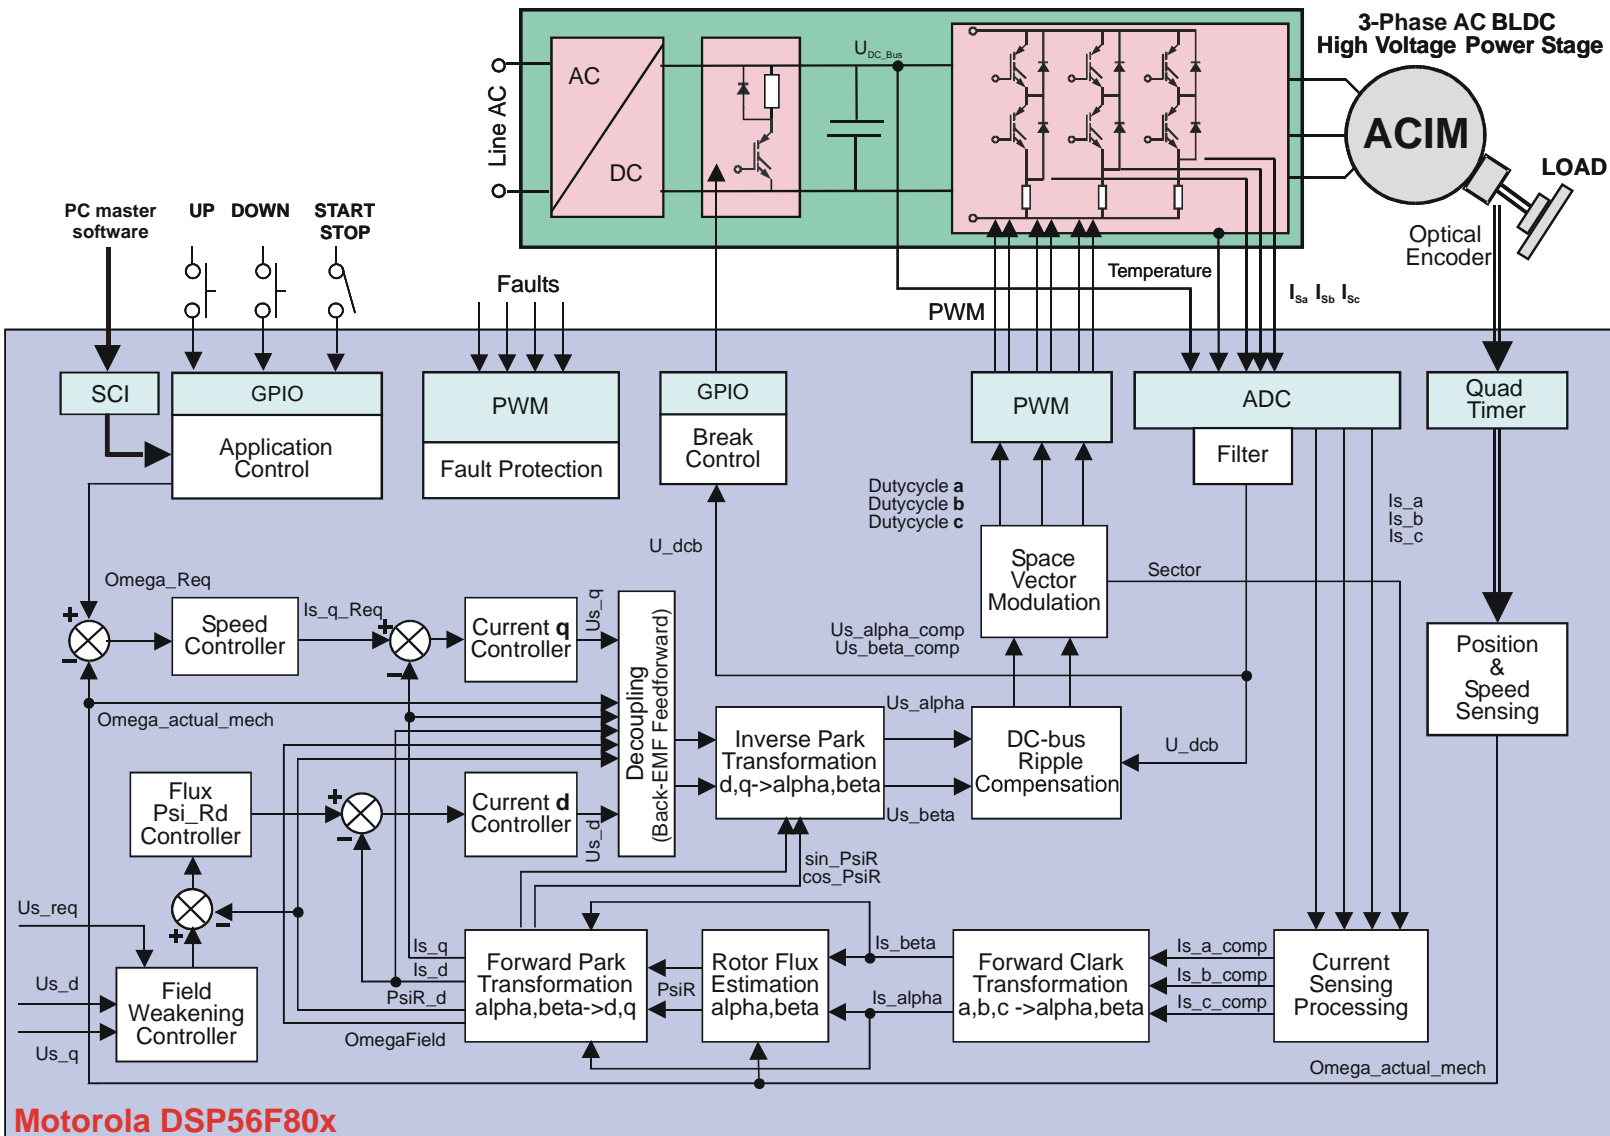 3-Phase AC BLDC
High Voltage Power Stage
Line AC
AC
DC
U_DC_Bus
ACIM
LOAD
Optical
Encoder
PC master
software
UP
DOWN
START
STOP
Faults
PWM
Temperature
I_Sa I_Sb I_Sc
SCI
GPIO
Application
Control
PWM
Fault Protection
GPIO
Break
Control
PWM
ADC
Filter
Quad
Timer
Dutycycle a
Dutycycle b
Dutycycle c
Is_a
Is_b
Is_c
U_dcb
Space
Vector
Modulation
Sector
Omega_Req
+
−
Speed
Controller
Is_q_Req
+
−
Current q
Controller
Us_q
Decoupling
(Back-EMF Feedforward)
Us_alpha_comp
Us_beta_comp
Position
&
Speed
Sensing
Omega_actual_mech
Inverse Park
Transformation
d,q->alpha,beta
Us_alpha
Us_beta
DC-bus
Ripple
Compensation
U_dcb
Flux
Psi_Rd
Controller
+
−
Current d
Controller
Us_d
sin_PsiR
cos_PsiR
Us_req
−
+
Us_d
Us_q
Field
Weakening
Controller
Is_q
Is_d
PsiR_d
OmegaField
Forward Park
Transformation
alpha,beta->d,q
PsiR
Rotor Flux
Estimation
alpha,beta
Is_beta
Is_alpha
Forward Clark
Transformation
a,b,c ->alpha,beta
Is_a_comp
Is_b_comp
Is_c_comp
Current
Sensing
Processing
Omega_actual_mech
Motorola DSP56F80x